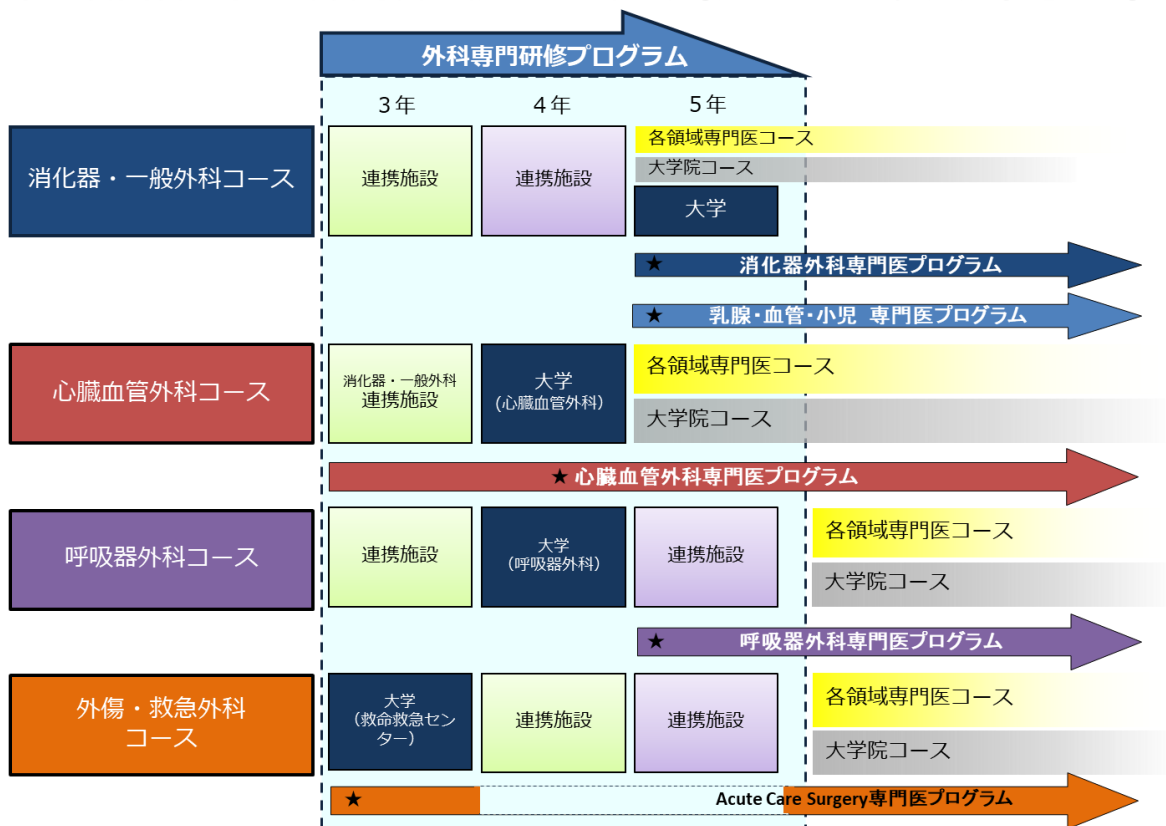 外科専門研修プログラム
3年 4年 5年
消化器・一般外科コース
連携施設
連携施設
各領域専門医コース
大学院コース
大学
★ 消化器外科専門医プログラム
★ 乳腺・血管・小児 専門医プログラム
心臓血管外科コース
消化器・一般外科
連携施設
大学
(心臓血管外科)
各領域専門医コース
大学院コース
★ 心臓血管外科専門医プログラム
呼吸器外科コース
連携施設
大学
(呼吸器外科)
連携施設
各領域専門医コース
大学院コース
★ 呼吸器外科専門医プログラム
外傷・救急外科
コース
大学
(救命救急セン
ター)
連携施設
連携施設
各領域専門医コース
大学院コース
★ Acute Care Surgery専門医プログラム